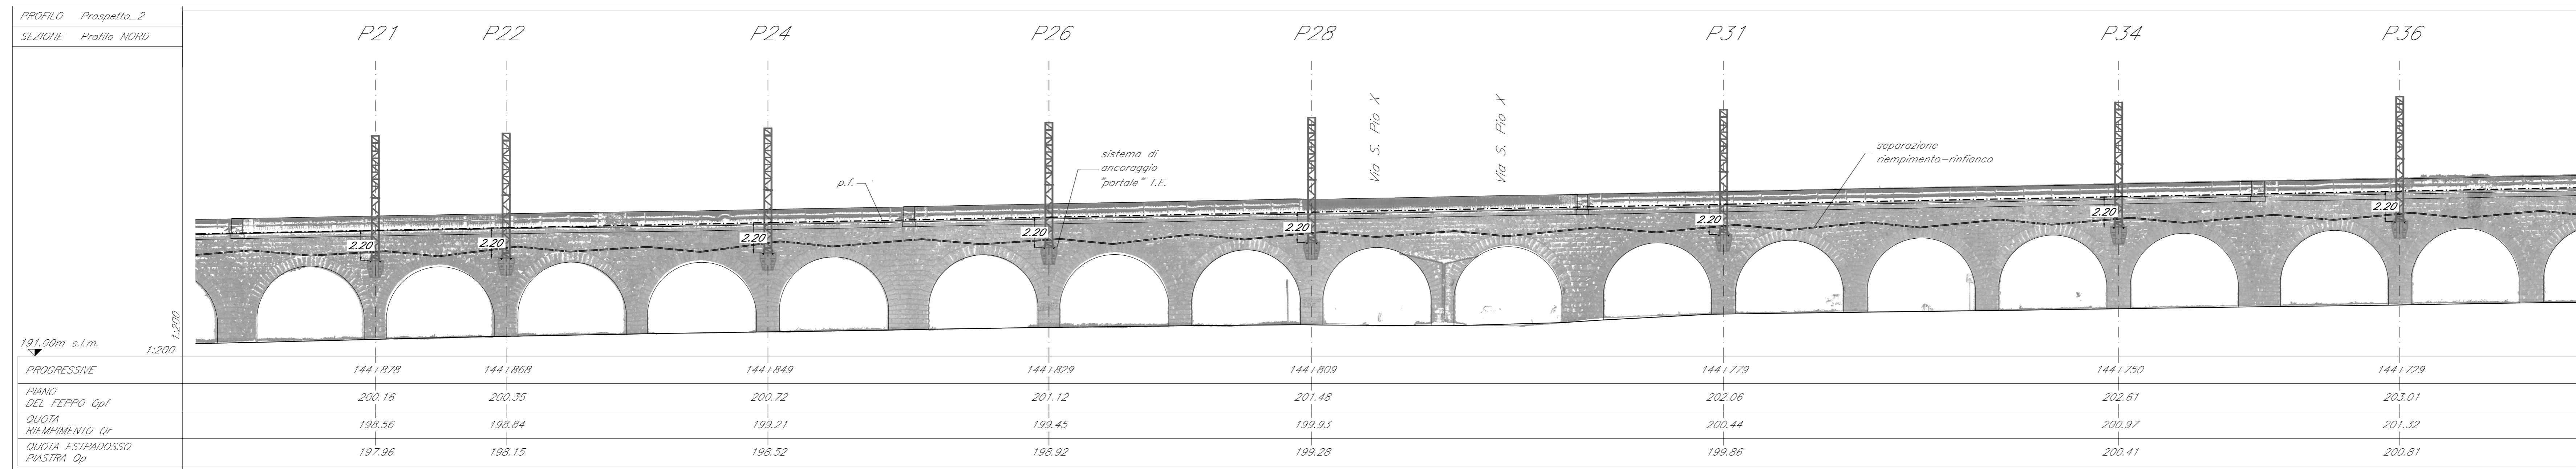 PROFILO Prospetto_2
SEZIONE Profilo NORD
P21 P22 P24 P26 P28 P31 P34 P36
Via S. Pio X
Via S. Pio X
sistema di
ancoraggio
"portale" T.E.
p.f.
separazione
riempimento-rinfianco
2.20 2.20 2.20 2.20 2.20 2.20 2.20 2.20
191.00m s.l.m.
1:200
1:200
PROGRESSIVE 144+878 144+868 144+849 144+829 144+809 144+779 144+750 144+729
PIANO
DEL FERRO Qpf 200.16 200.35 200.72 201.12 201.48 202.06 202.61 203.01
QUOTA
RIEMPIMENTO Qr 198.56 198.84 199.21 199.45 199.93 200.44 200.97 201.32
QUOTA ESTRADOSSO
PIASTRA Qp 197.96 198.15 198.52 198.92 199.28 199.86 200.41 200.81